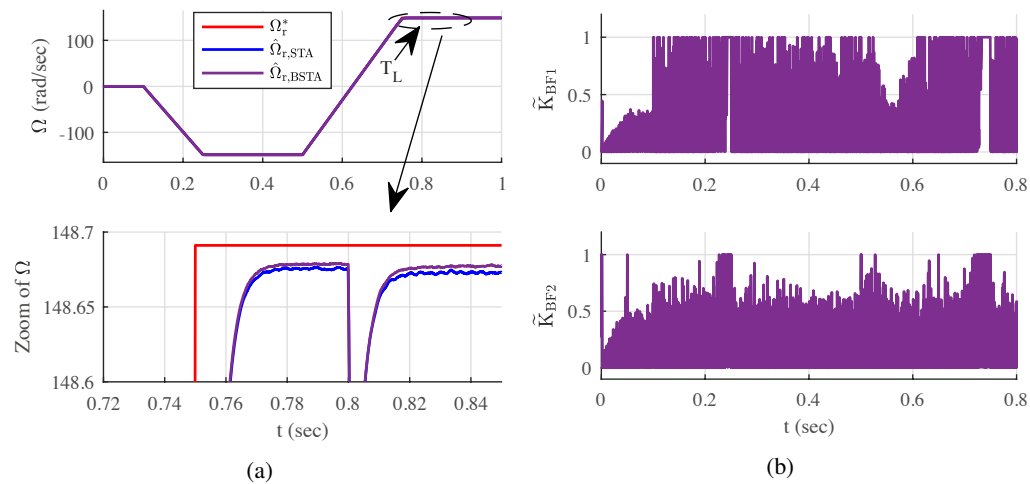 Ω (rad/sec)
100
0
-100
Ω*r
Ω̂r,STA
Ω̂r,BSTA
TL
0 0.2 0.4 0.6 0.8 1
Zoom of Ω
148.7
148.65
148.6
0.72 0.74 0.76 0.78 0.8 0.82 0.84
t (sec)
(a)
K̃BF1
1
0.5
0
0 0.2 0.4 0.6 0.8
K̃BF2
1
0.5
0
0 0.2 0.4 0.6 0.8
t (sec)
(b)